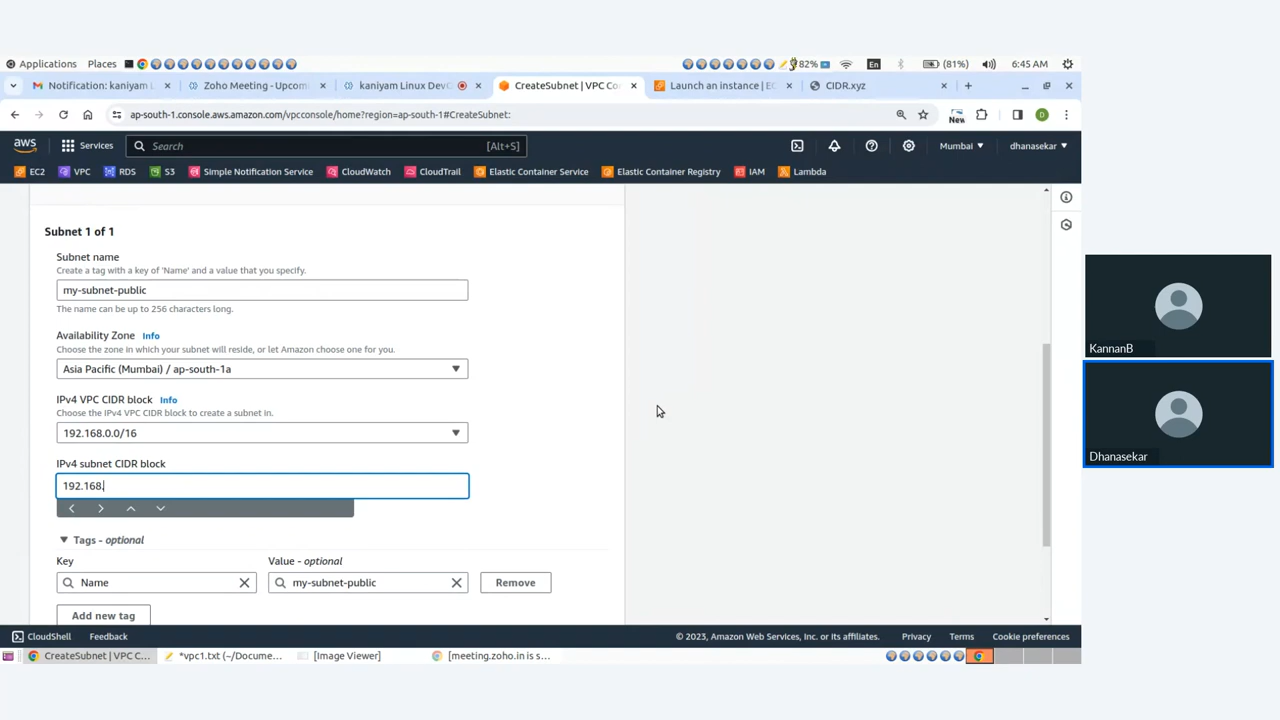 Applications Places 82% En (81%) 6:45 AM
Notification: kaniyam L Zoho Meeting - Upcomi kaniyam Linux DevO CreateSubnet | VPC Co Launch an instance | EC CIDR.xyz
ap-south-1.console.aws.amazon.com/vpcconsole/home?region=ap-south-1#CreateSubnet: New D
aws Services Search [Alt+S] Mumbai dhanasekar
EC2 VPC RDS S3 Simple Notification Service CloudWatch CloudTrail Elastic Container Service Elastic Container Registry IAM Lambda
Subnet 1 of 1
Subnet name
Create a tag with a key of 'Name' and a value that you specify.
my-subnet-public
The name can be up to 256 characters long.
Availability Zone Info
Choose the zone in which your subnet will reside, or let Amazon choose one for you.
Asia Pacific (Mumbai) / ap-south-1a
IPv4 VPC CIDR block Info
Choose the IPv4 VPC CIDR block to create a subnet in.
192.168.0.0/16
IPv4 subnet CIDR block
192.168.
Tags - optional
Key Value - optional
Name my-subnet-public Remove
Add new tag
CloudShell Feedback © 2023, Amazon Web Services, Inc. or its affiliates. Privacy Terms Cookie preferences
CreateSubnet | VPC C... *vpc1.txt (~/Docume... [Image Viewer] [meeting.zoho.in is s...
KannanB
Dhanasekar